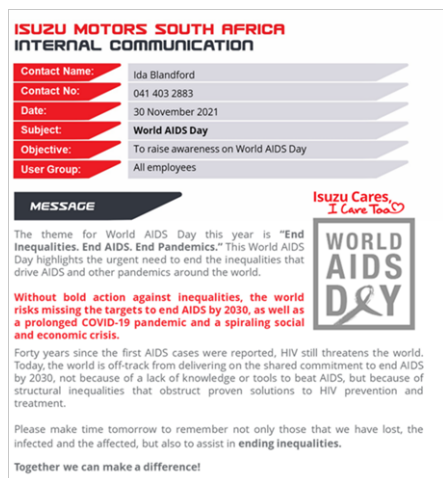 ISUZU MOTORS SOUTH AFRICA
INTERNAL COMMUNICATION
Contact Name: Ida Blandford
Contact No: 041 403 2883
Date: 30 November 2021
Subject: World AIDS Day
Objective: To raise awareness on World AIDS Day
User Group: All employees
MESSAGE
Isuzu Cares,
I Care Too
The theme for World AIDS Day this year is “End
Inequalities. End AIDS. End Pandemics.” This World AIDS
Day highlights the urgent need to end the inequalities that
drive AIDS and other pandemics around the world.
WORLD
AIDS
DAY
Without bold action against inequalities, the world
risks missing the targets to end AIDS by 2030, as well as
a prolonged COVID-19 pandemic and a spiraling social
and economic crisis.
Forty years since the first AIDS cases were reported, HIV still threatens the world.
Today, the world is off-track from delivering on the shared commitment to end AIDS
by 2030, not because of a lack of knowledge or tools to beat AIDS, but because of
structural inequalities that obstruct proven solutions to HIV prevention and
treatment.
Please make time tomorrow to remember not only those that we have lost, the
infected and the affected, but also to assist in ending inequalities.
Together we can make a difference!